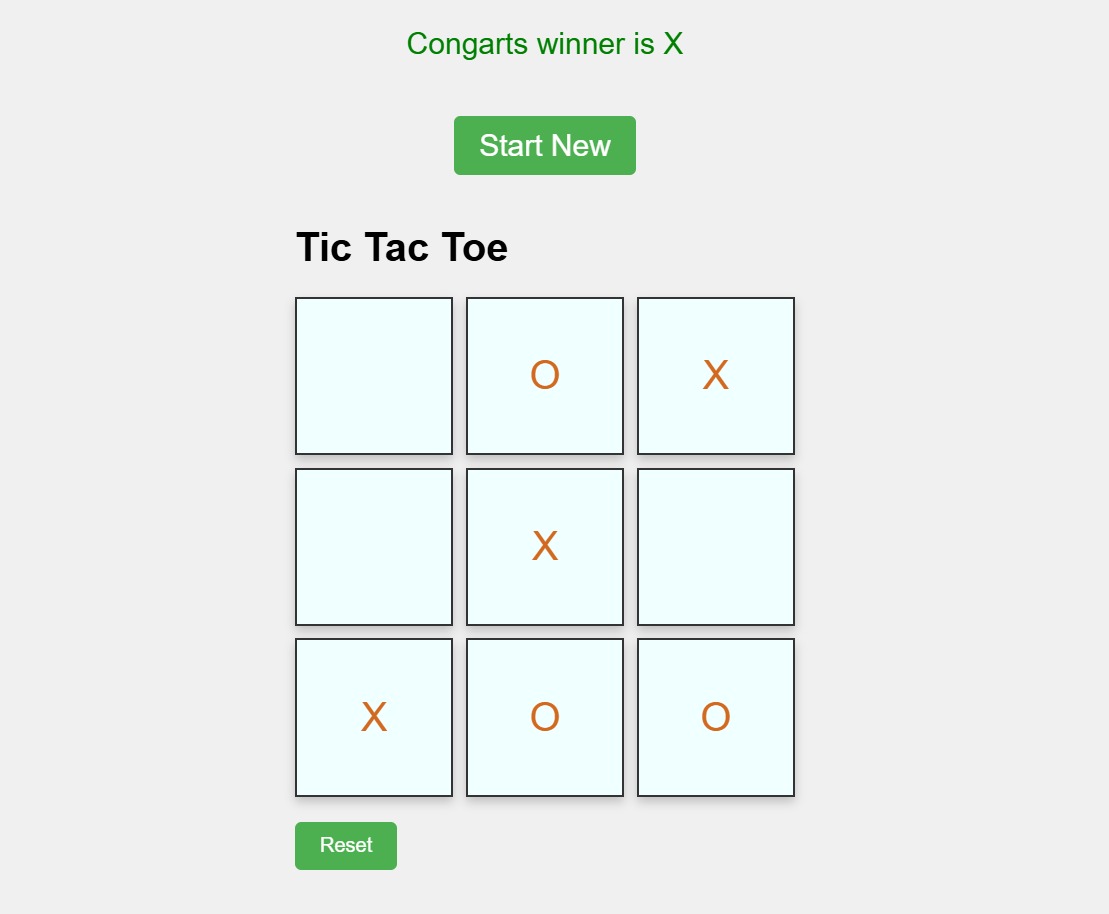 Congarts winner is X
Start New
Tic Tac Toe
O X
X
X O O
Reset